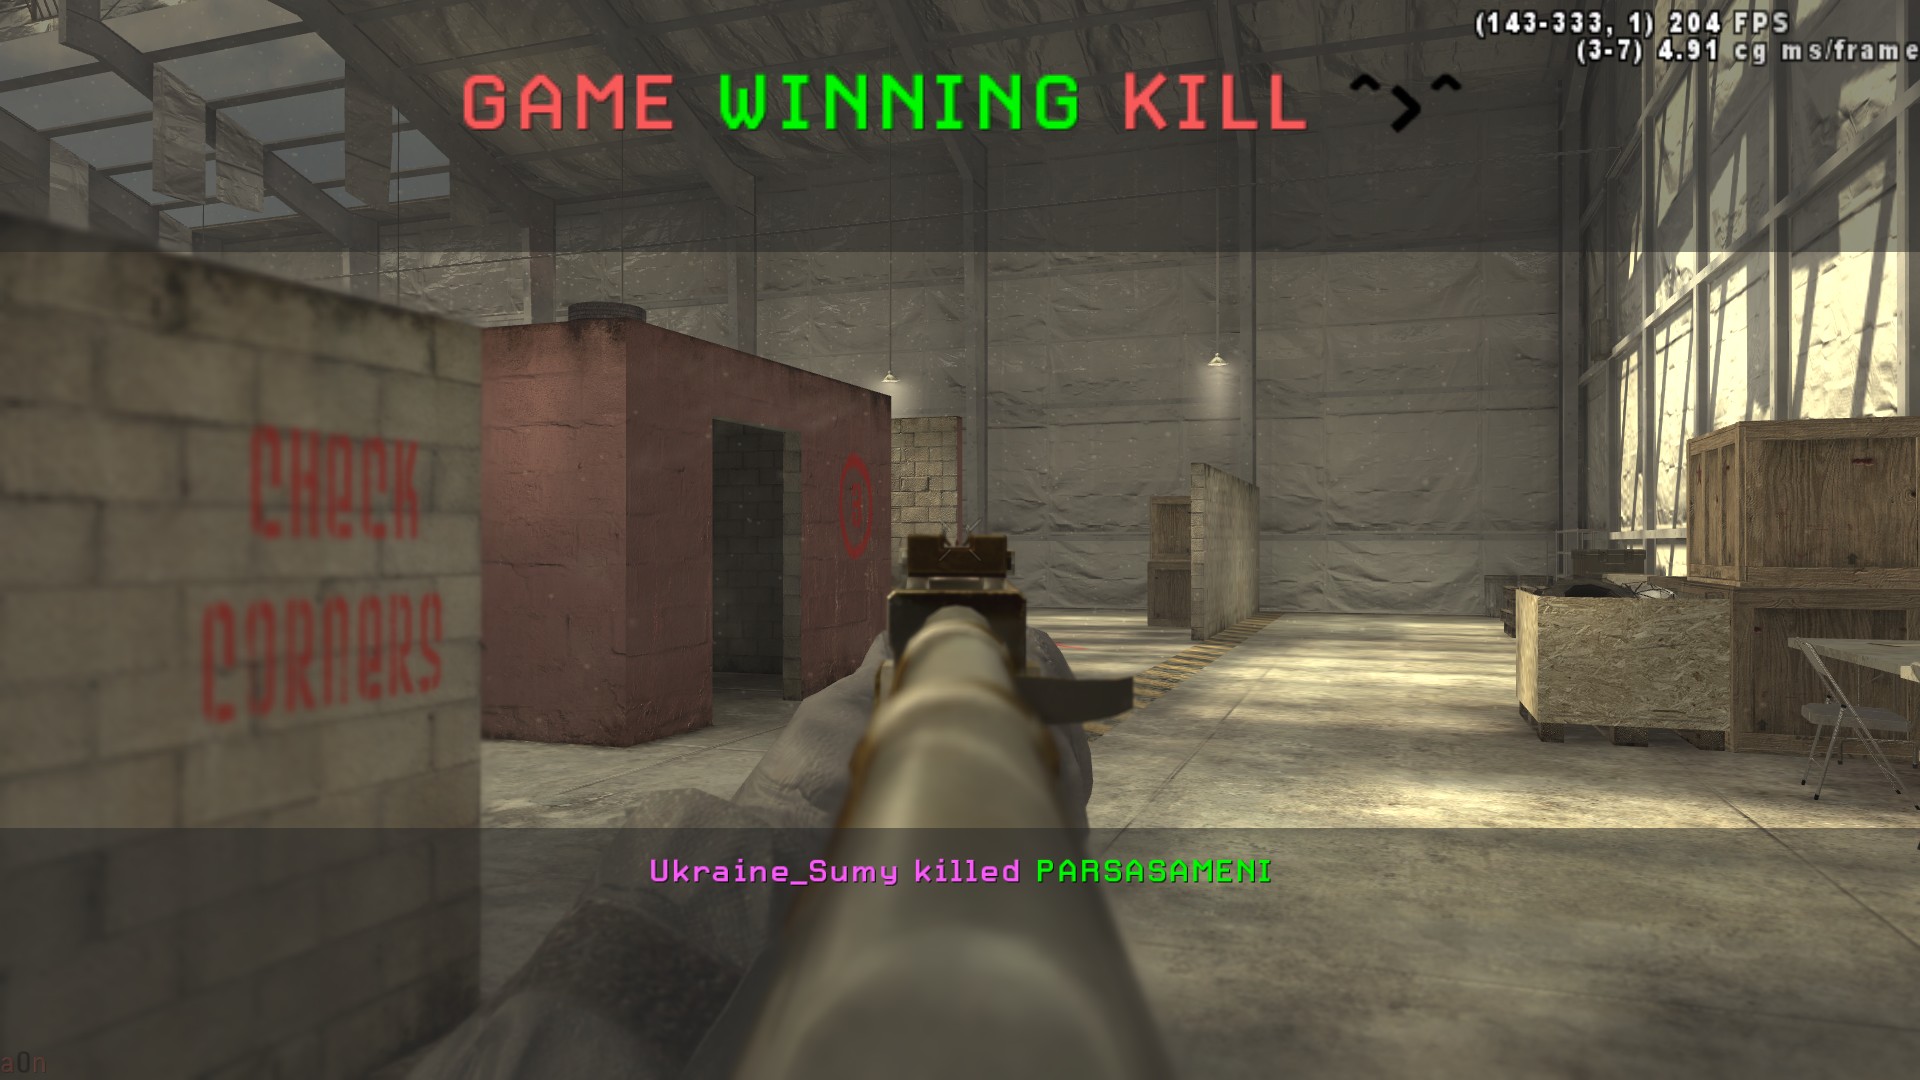 (143-333, 1) 204 FPS
(3-7) 4.91 cg ms/frame
GAME WINNING KILL ^>^
CHECK
CORNERS
3
Ukraine_Sumy killed PARSASAMENI
a0n